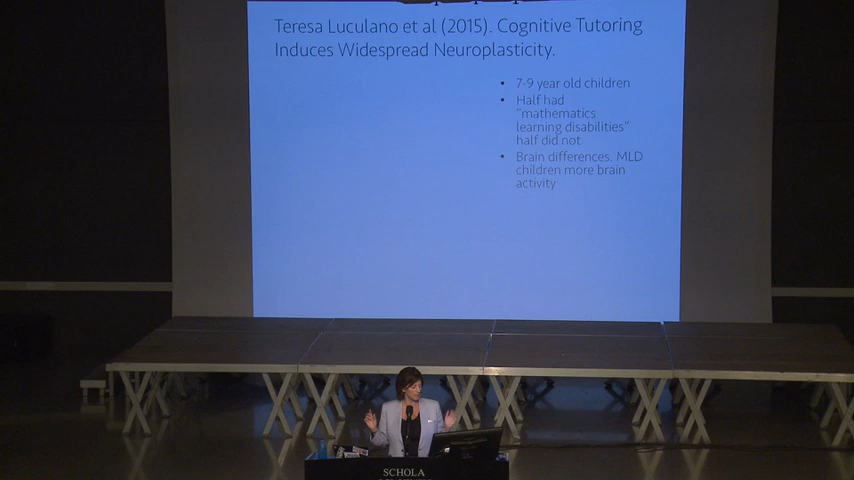 Teresa Luculano et al (2015). Cognitive Tutoring
Induces Widespread Neuroplasticity.
• 7-9 year old children
• Half had
"mathematics
learning disabilities"
half did not
• Brain differences. MLD
children more brain
activity
SCHOLA